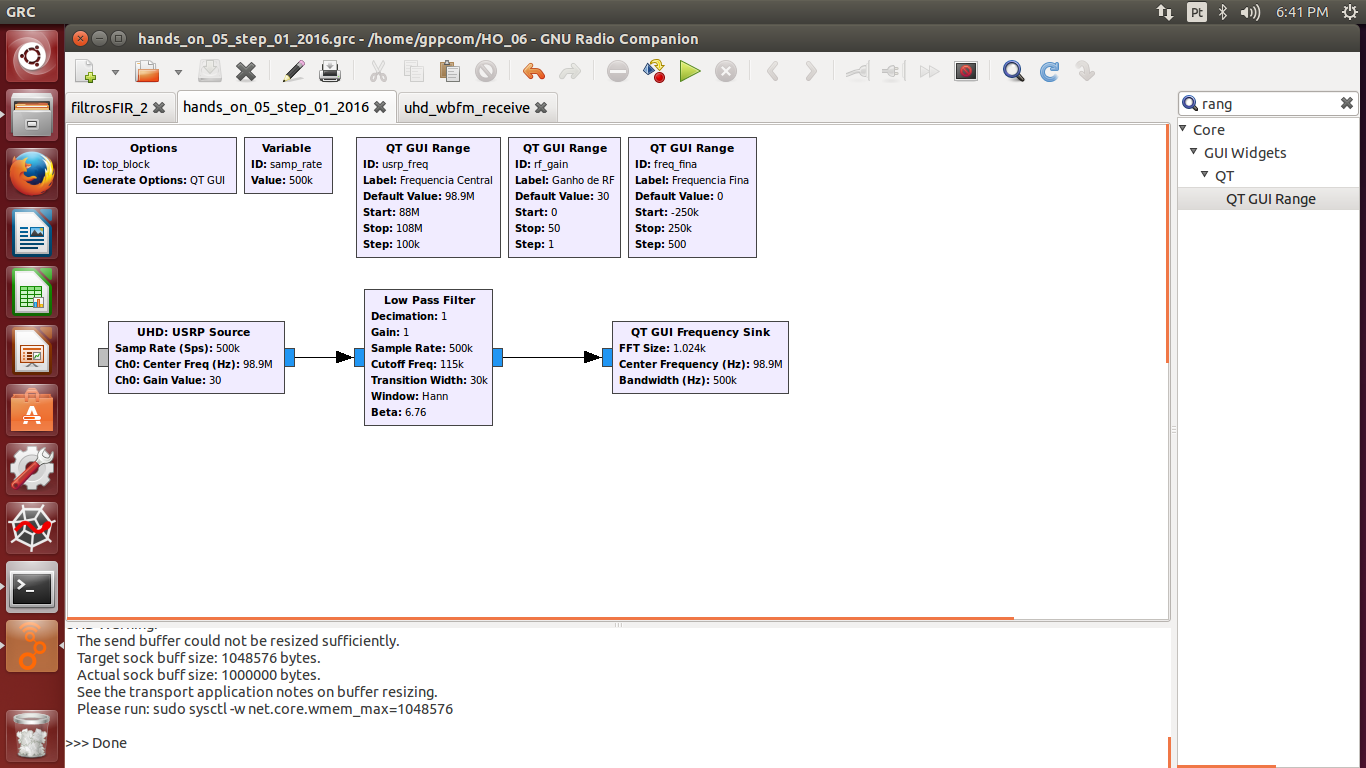 GRC
Pt
6:41 PM
hands_on_05_step_01_2016.grc - /home/gppcom/HO_06 - GNU Radio Companion
filtrosFIR_2
hands_on_05_step_01_2016
uhd_wbfm_receive
rang
Core
GUI Widgets
QT
QT GUI Range
Options
ID: top_block
Generate Options: QT GUI
Variable
ID: samp_rate
Value: 500k
QT GUI Range
ID: usrp_freq
Label: Frequencia Central
Default Value: 98.9M
Start: 88M
Stop: 108M
Step: 100k
QT GUI Range
ID: rf_gain
Label: Ganho de RF
Default Value: 30
Start: 0
Stop: 50
Step: 1
QT GUI Range
ID: freq_fina
Label: Frequencia Fina
Default Value: 0
Start: -250k
Stop: 250k
Step: 500
UHD: USRP Source
Samp Rate (Sps): 500k
Ch0: Center Freq (Hz): 98.9M
Ch0: Gain Value: 30
Low Pass Filter
Decimation: 1
Gain: 1
Sample Rate: 500k
Cutoff Freq: 115k
Transition Width: 30k
Window: Hann
Beta: 6.76
QT GUI Frequency Sink
FFT Size: 1.024k
Center Frequency (Hz): 98.9M
Bandwidth (Hz): 500k
UHD Warning:
The send buffer could not be resized sufficiently.
Target sock buff size: 1048576 bytes.
Actual sock buff size: 1000000 bytes.
See the transport application notes on buffer resizing.
Please run: sudo sysctl -w net.core.wmem_max=1048576
>>> Done